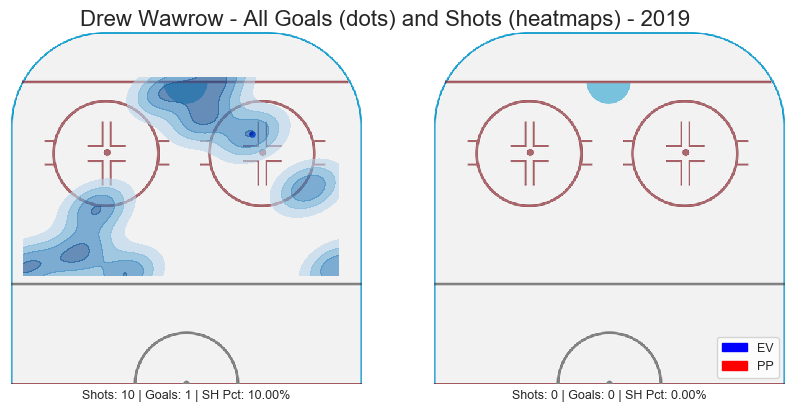 Drew Wawrow - All Goals (dots) and Shots (heatmaps) - 2019
EV
PP
Shots: 10 | Goals: 1 | SH Pct: 10.00%
Shots: 0 | Goals: 0 | SH Pct: 0.00%